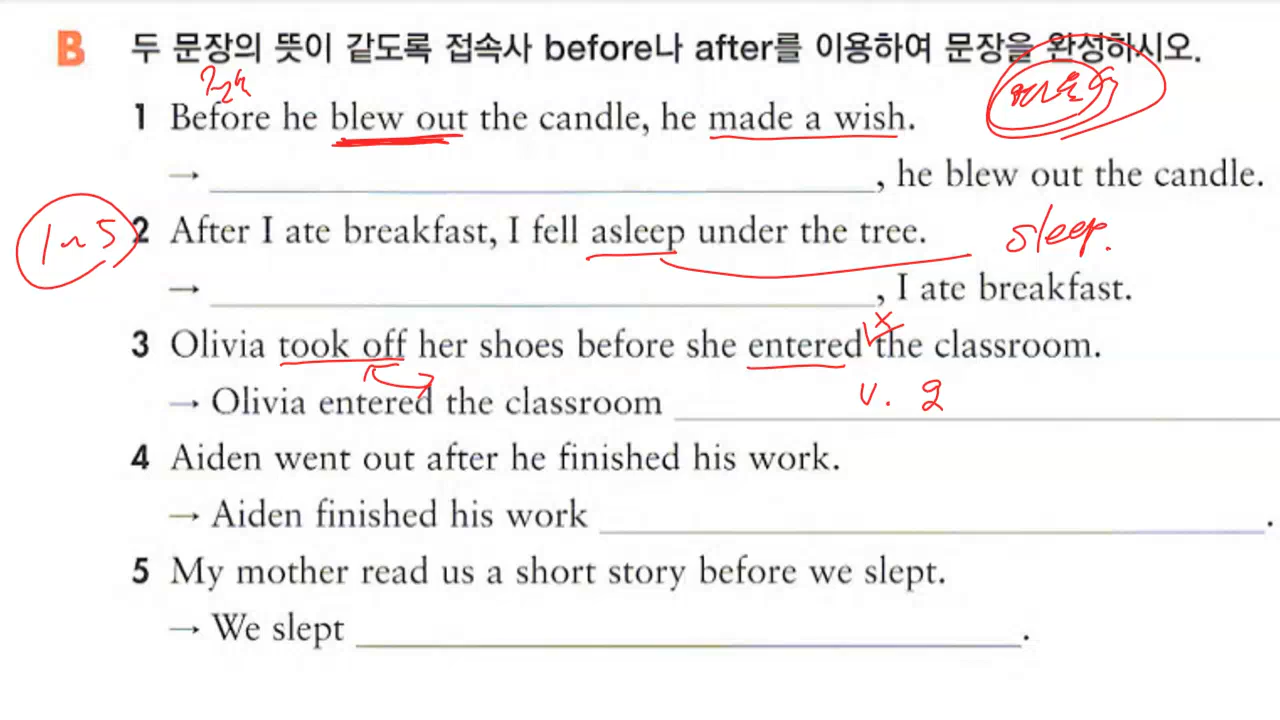 B 두 문장의 뜻이 같도록 접속사 before나 after를 이용하여 문장을 완성하시오.
1 Before he blew out the candle, he made a wish.
→ , he blew out the candle.
1~5
2 After I ate breakfast, I fell asleep under the tree.
sleep.
→ , I ate breakfast.
3 Olivia took off her shoes before she entered the classroom.
v. 2
→ Olivia entered the classroom
4 Aiden went out after he finished his work.
→ Aiden finished his work .
5 My mother read us a short story before we slept.
→ We slept .